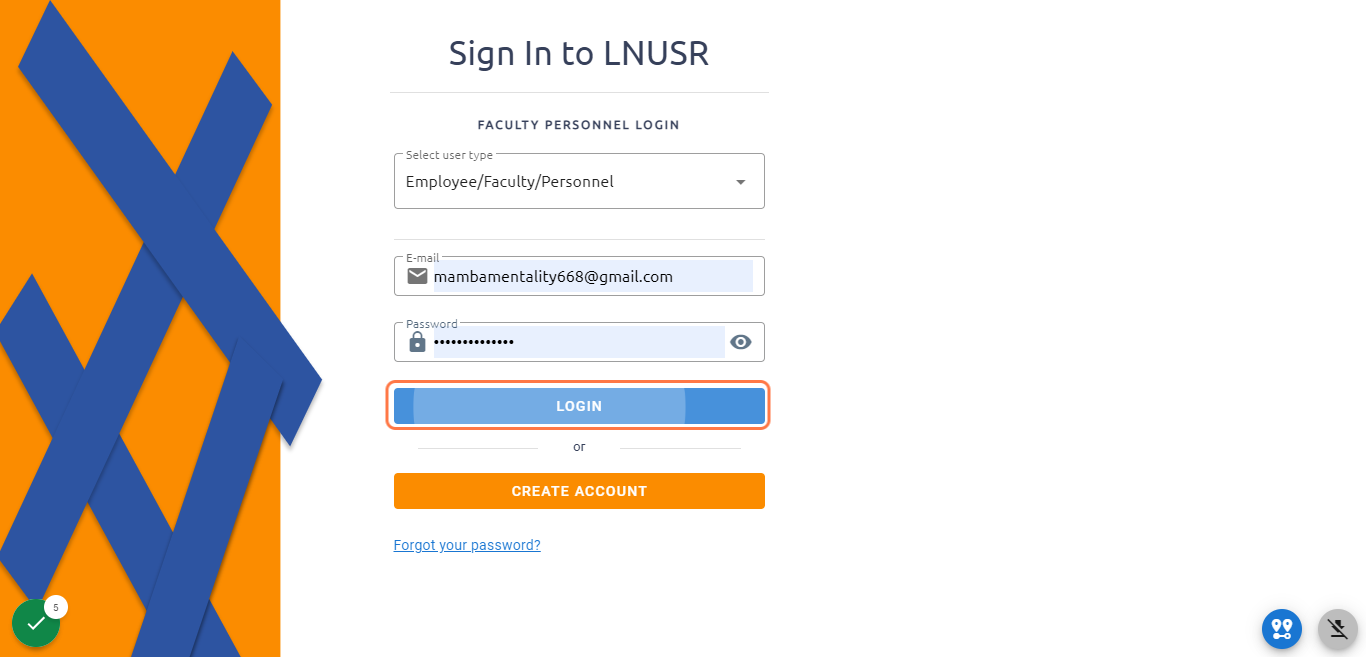 Sign In to LNUSR
FACULTY PERSONNEL LOGIN
Select user type
Employee/Faculty/Personnel
E-mail
mambamentality668@gmail.com
Password
••••••••••••••
LOGIN
or
CREATE ACCOUNT
Forgot your password?
5